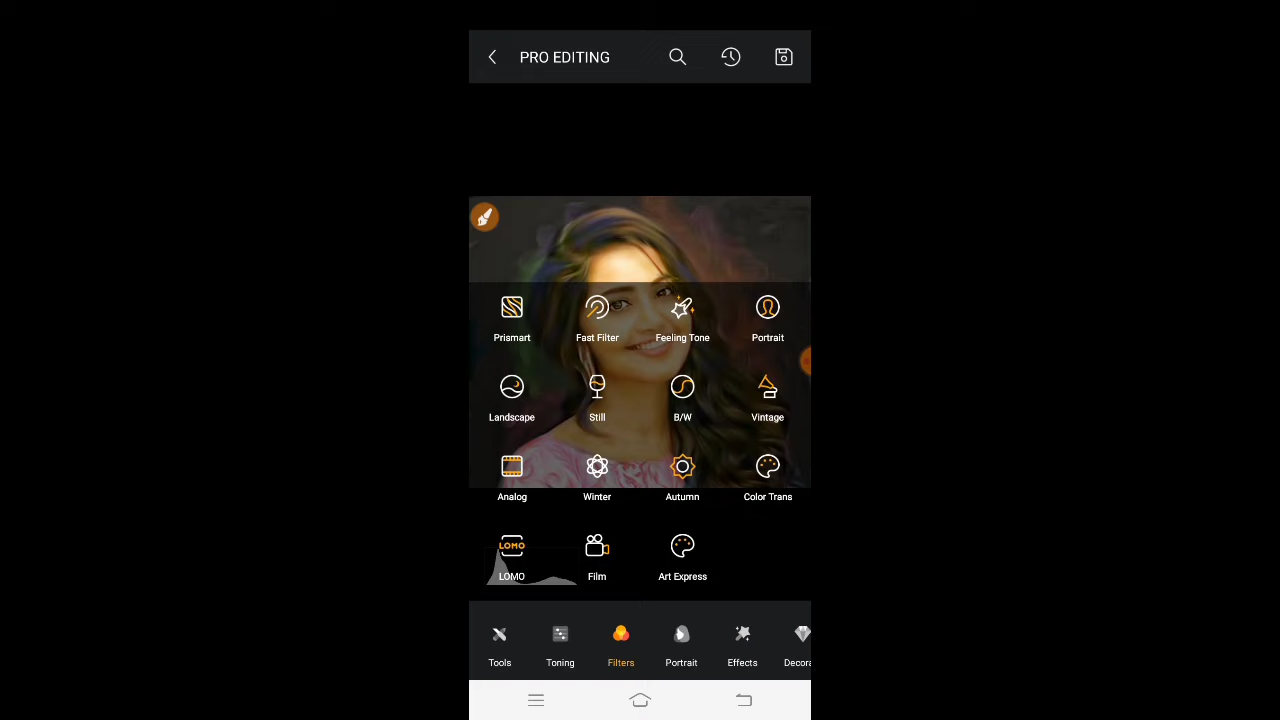 PRO EDITING
Prismart Fast Filter Feeling Tone Portrait
Landscape Still B/W Vintage
Analog Winter Autumn Color Trans
LOMO
LOMO Film Art Express
Tools Toning Filters Portrait Effects Decora